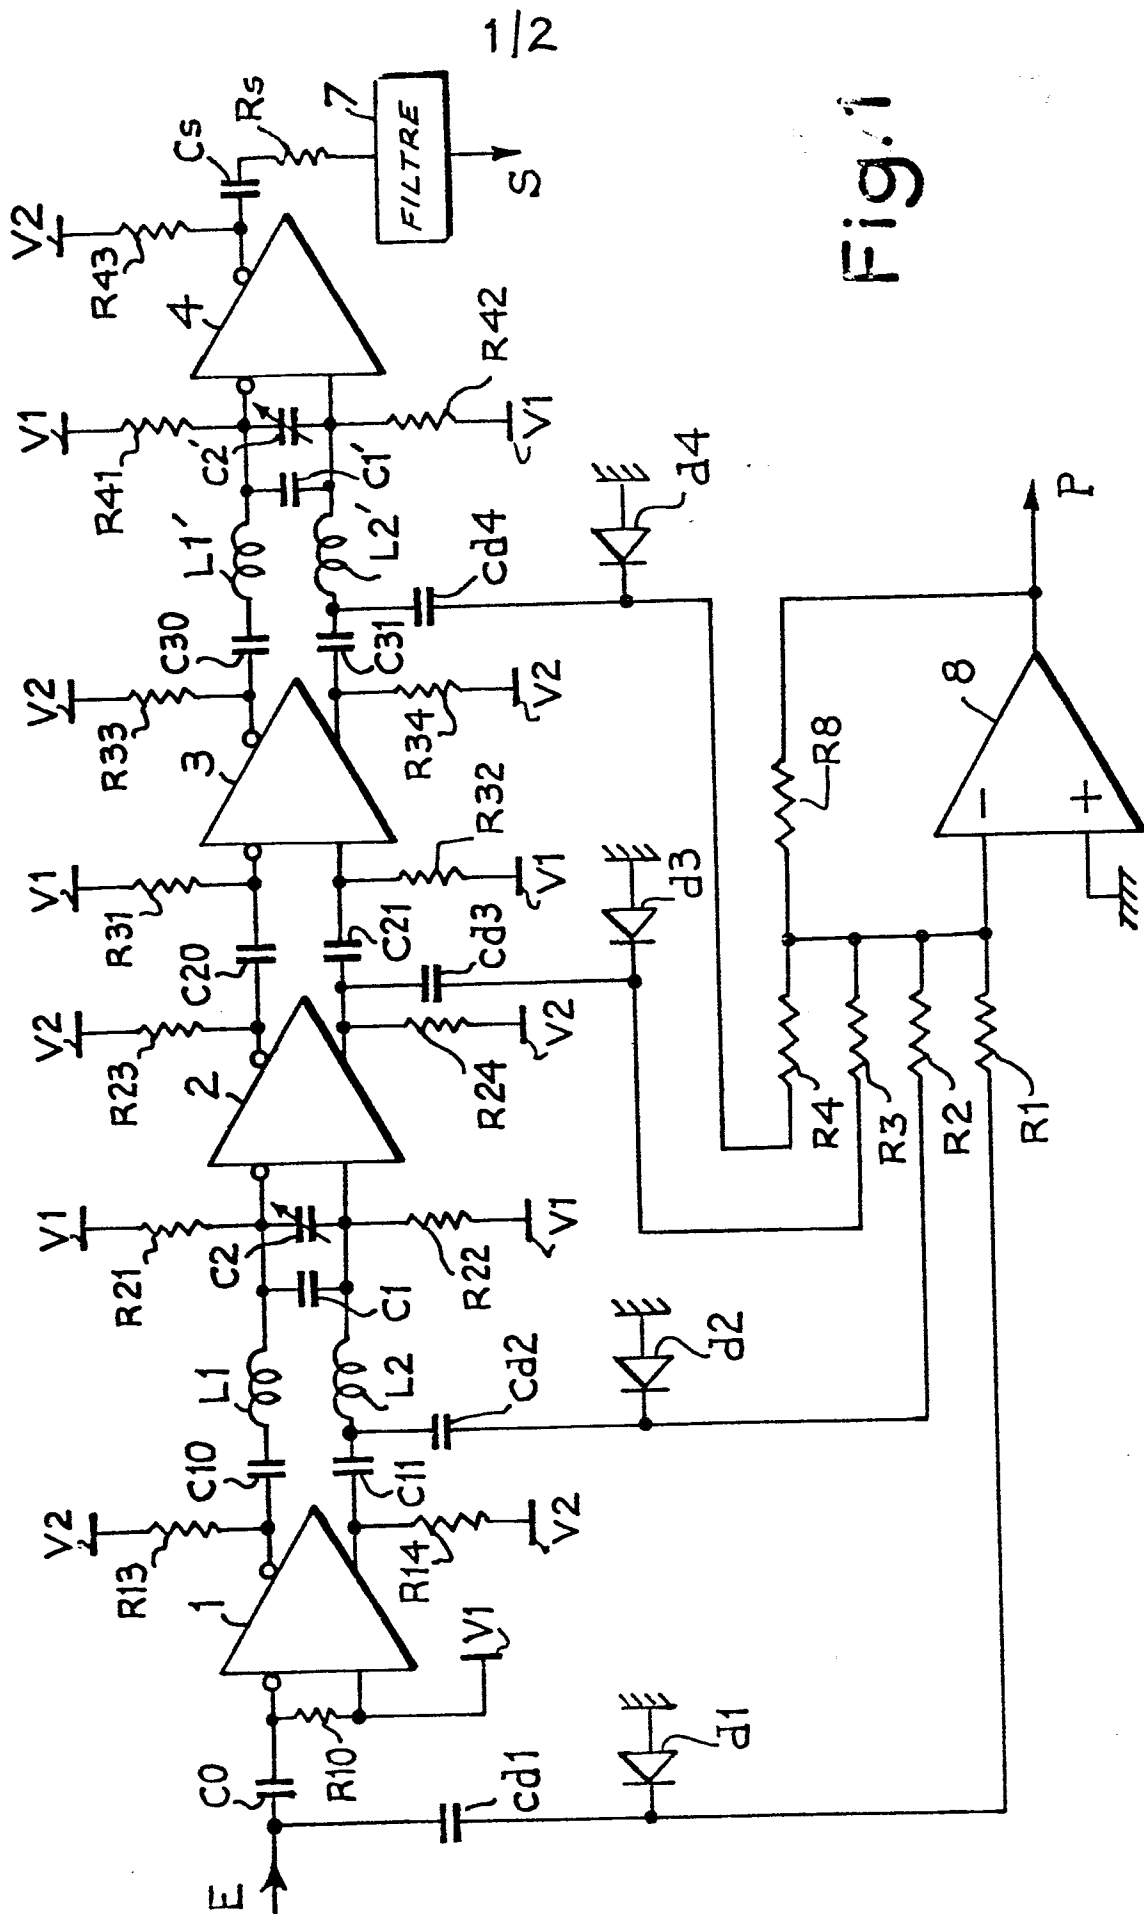 1/2
E
C0
R10
V1
1
V2
R13
R14
V2
C10
C11
L1
L2
C1
C2
V1
R21
R22
V1
2
V2
R23
R24
V2
C20
C21
V1
R31
R32
V1
3
V2
R33
R34
V2
C30
C31
L1'
L2'
C1'
C2'
V1
R41
R42
V1
4
V2
R43
Cs
Rs
7
FILTRE
S
Cd1
d1
Cd2
d2
Cd3
d3
Cd4
d4
R1
R2
R3
R4
R8
8
-
+
P
Fig.1